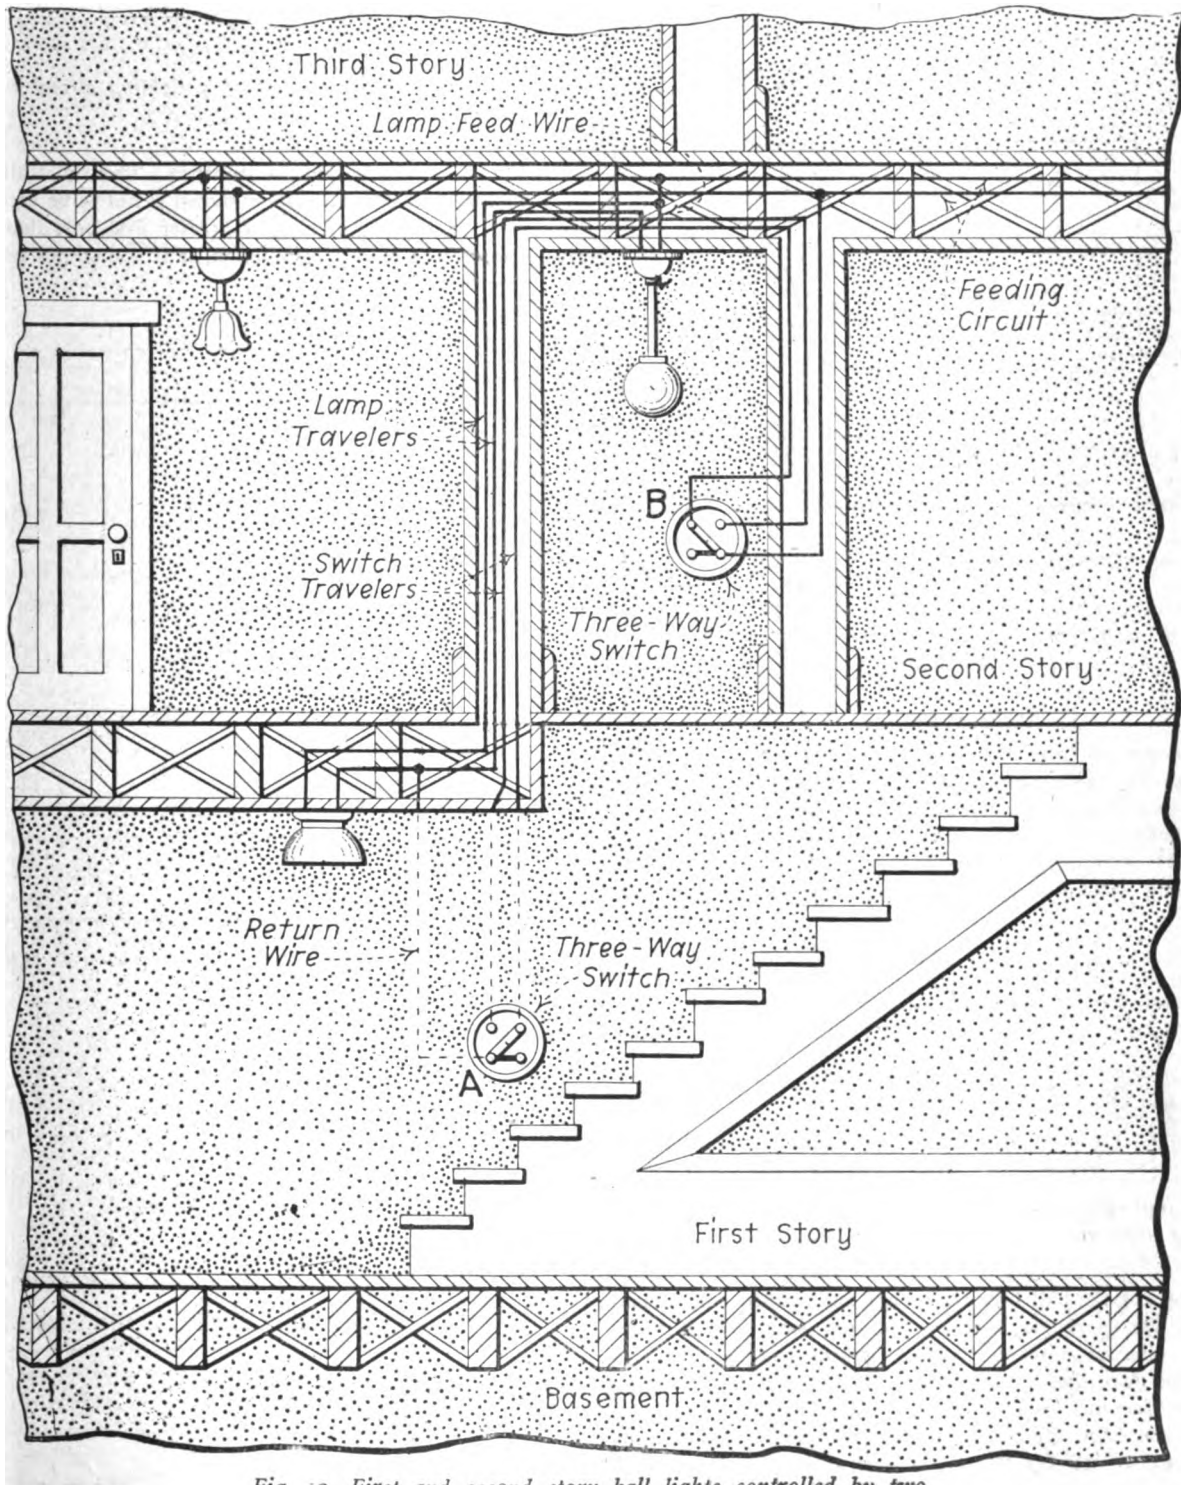 Third Story
Lamp Feed Wire
Feeding
Circuit
Lamp
Travelers
B
Switch
Travelers
Three-Way
Switch
Second Story
Return
Wire
Three-Way
Switch
A
First Story
Basement
First and second story hall lights controlled by two